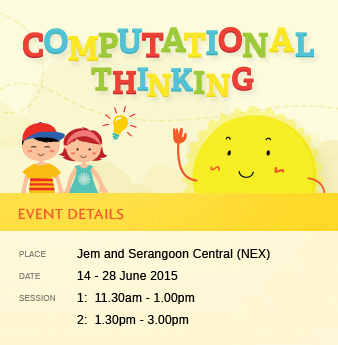 COMPUTATIONAL
THINKING
EVENT DETAILS
PLACE Jem and Serangoon Central (NEX)
DATE 14 - 28 June 2015
SESSION 1: 11.30am - 1.00pm
2: 1.30pm - 3.00pm